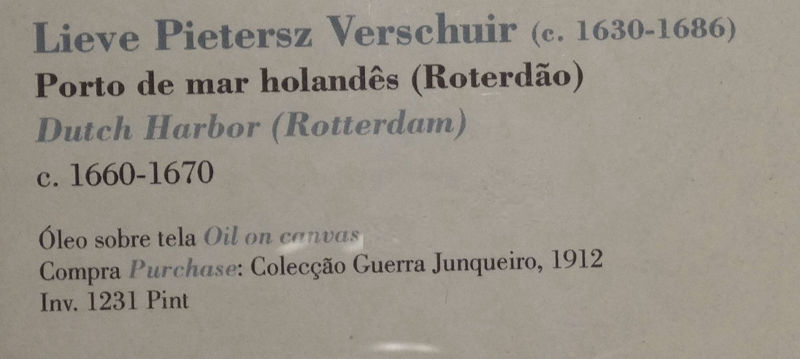 Lieve Pietersz Verschuir (c. 1630-1686)
Porto de mar holandês (Roterdão)
Dutch Harbor (Rotterdam)
c. 1660-1670
Óleo sobre tela Oil on canvas
Compra Purchase: Colecção Guerra Junqueiro, 1912
Inv. 1231 Pint